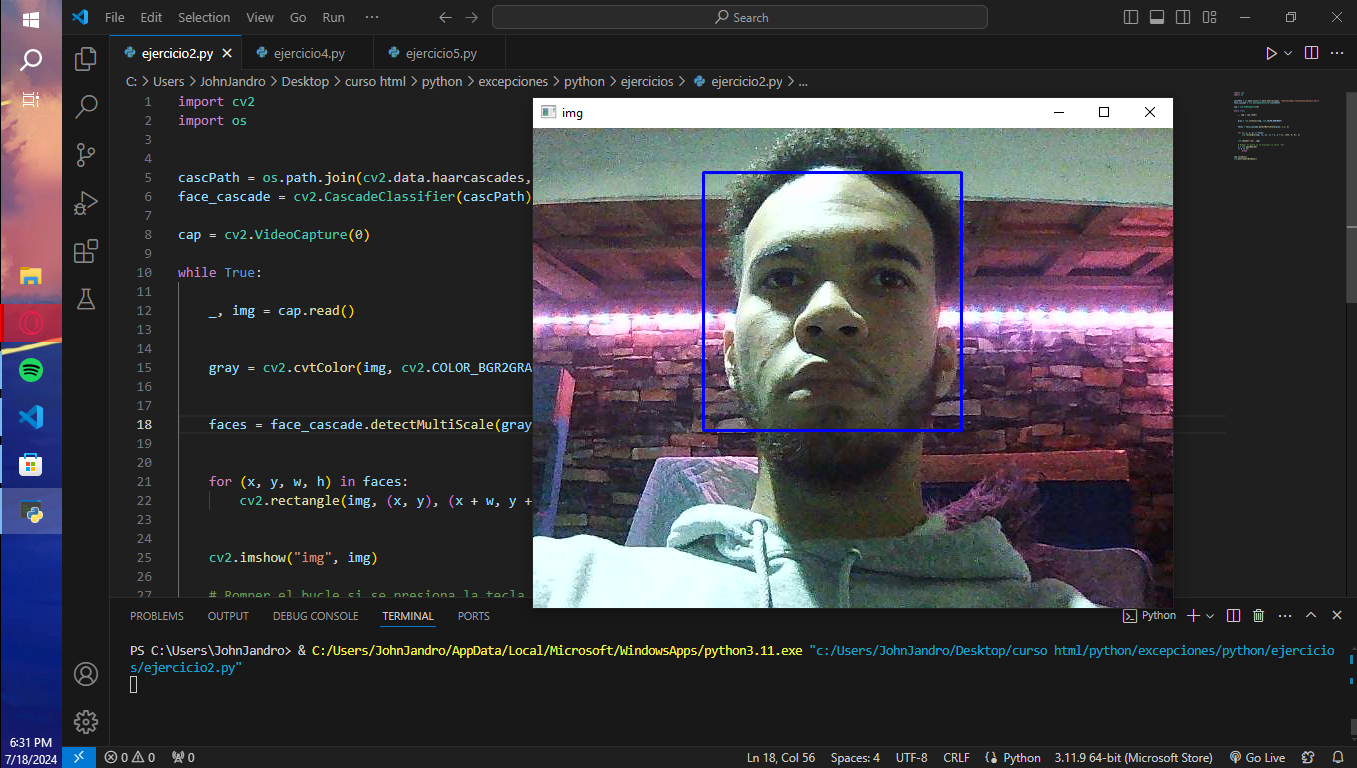 File Edit Selection View Go Run ··· Search
ejercicio2.py ejercicio4.py ejercicio5.py
C: > Users > JohnJandro > Desktop > curso html > python > excepciones > python > ejercicios > ejercicio2.py > ...
img
1 import cv2
2 import os
3
4
5 cascPath = os.path.join(cv2.data.haarcascades,
6 face_cascade = cv2.CascadeClassifier(cascPath)
7
8 cap = cv2.VideoCapture(0)
9
10 while True:
11
12 _, img = cap.read()
13
14
15 gray = cv2.cvtColor(img, cv2.COLOR_BGR2GRA
16
17
18 faces = face_cascade.detectMultiScale(gray
19
20
21 for (x, y, w, h) in faces:
22 cv2.rectangle(img, (x, y), (x + w, y +
23
24
25 cv2.imshow("img", img)
26
27 # Romper el bucle si se presiona la tecla
PROBLEMS OUTPUT DEBUG CONSOLE TERMINAL PORTS Python
PS C:\Users\JohnJandro> & C:/Users/JohnJandro/AppData/Local/Microsoft/WindowsApps/python3.11.exe "c:/Users/JohnJandro/Desktop/curso html/python/excepciones/python/ejercicio
s/ejercicio2.py"
6:31 PM
7/18/2024
0 0 0 Ln 18, Col 56 Spaces: 4 UTF-8 CRLF Python 3.11.9 64-bit (Microsoft Store) Go Live